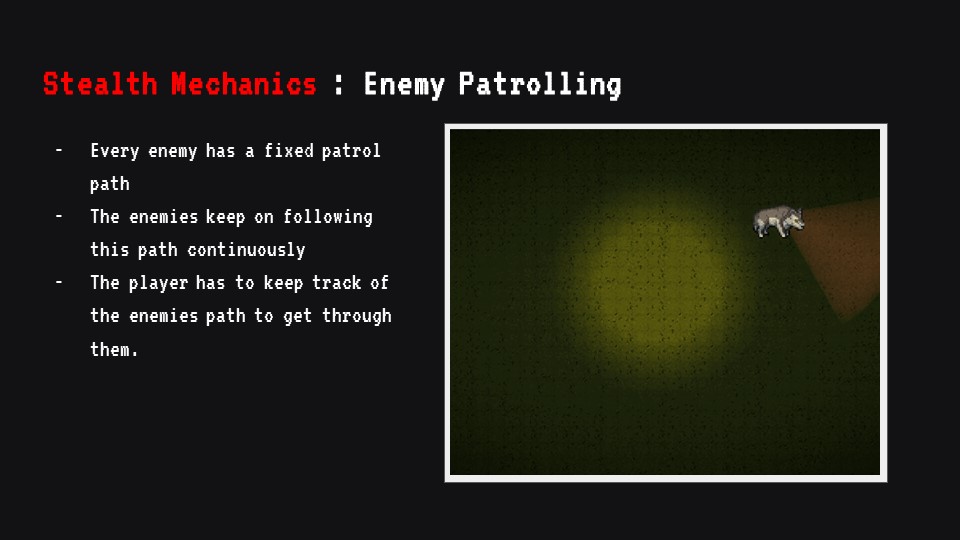 Stealth Mechanics : Enemy Patrolling
- Every enemy has a fixed patrol
path
- The enemies keep on following
this path continuously
- The player has to keep track of
the enemies path to get through
them.